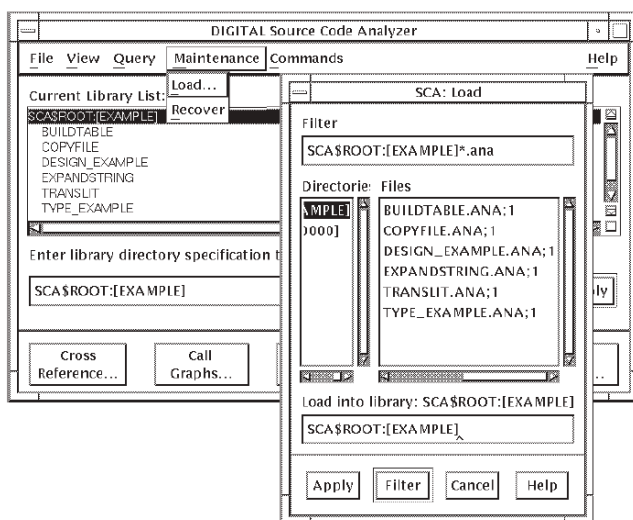 DIGITAL Source Code Analyzer
File View Query Maintenance Commands Help
Load...
Recover
Current Library List:
SCA$ROOT:[EXAMPLE]
BUILDTABLE
COPYFILE
DESIGN_EXAMPLE
EXPANDSTRING
TRANSLIT
TYPE_EXAMPLE
Enter library directory specification t
SCA$ROOT:[EXAMPLE]
Cross
Reference...
Call
Graphs...
SCA: Load
Filter
SCA$ROOT:[EXAMPLE]*.ana
Directories Files
AMPLE]
0000]
BUILDTABLE.ANA;1
COPYFILE.ANA;1
DESIGN_EXAMPLE.ANA;1
EXPANDSTRING.ANA;1
TRANSLIT.ANA;1
TYPE_EXAMPLE.ANA;1
Load into library: SCA$ROOT:[EXAMPLE]
SCA$ROOT:[EXAMPLE]
Apply Filter Cancel Help